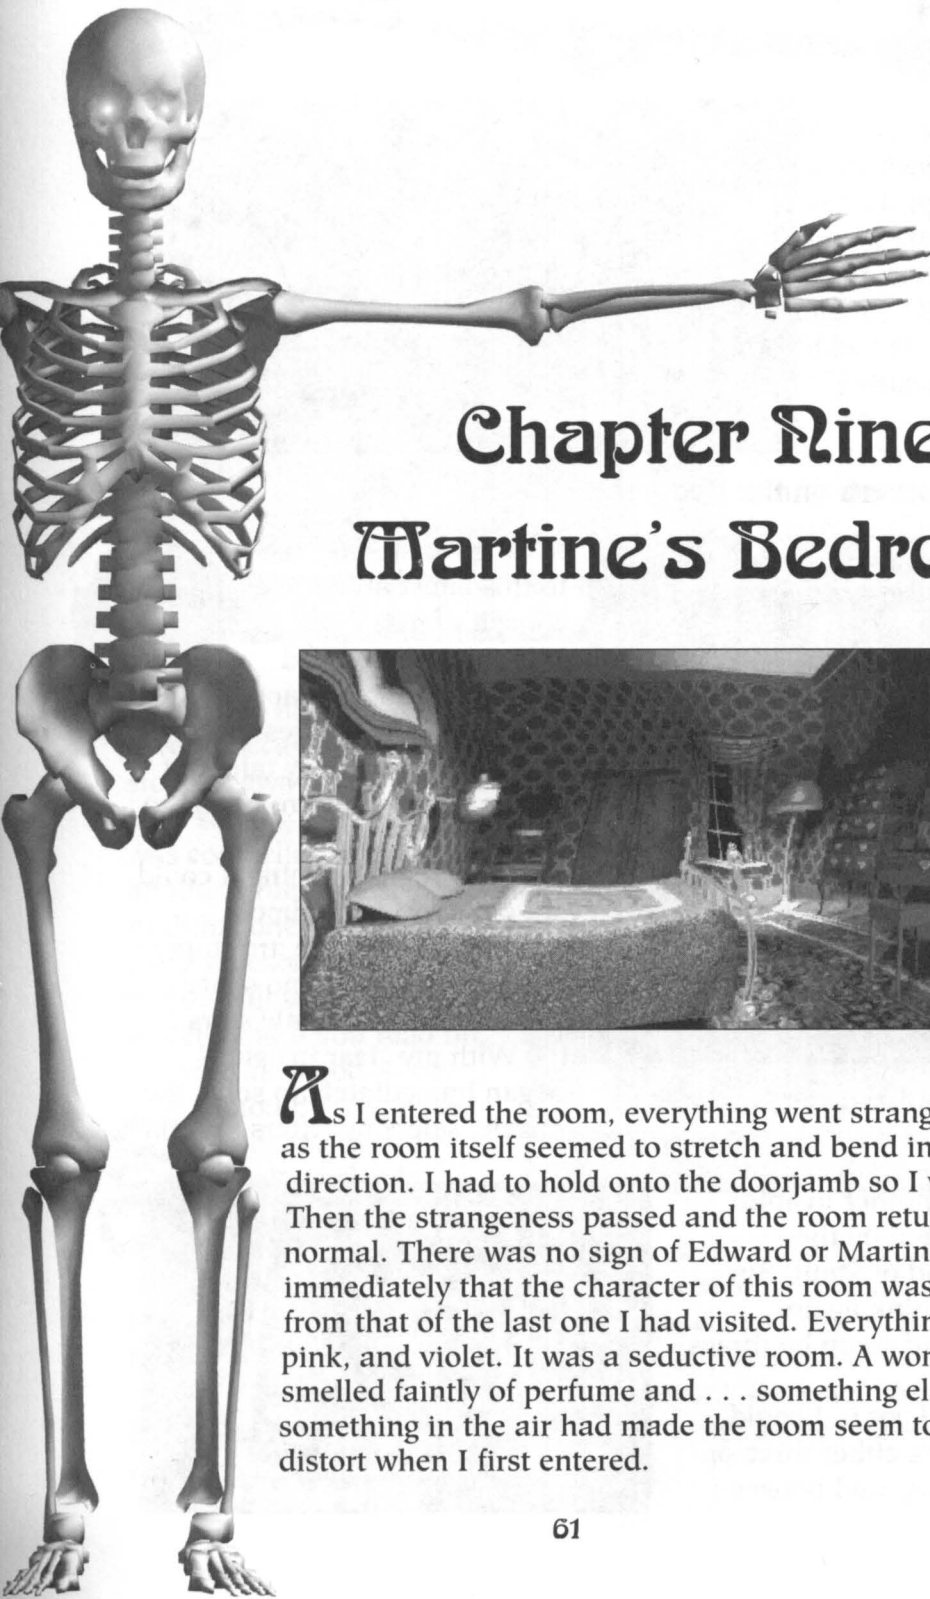 Chapter Nine
Martine's Bedro
As I entered the room, everything went strang
as the room itself seemed to stretch and bend in
direction. I had to hold onto the doorjamb so I
Then the strangeness passed and the room retu
normal. There was no sign of Edward or Martin
immediately that the character of this room was
from that of the last one I had visited. Everythin
pink, and violet. It was a seductive room. A wo
smelled faintly of perfume and . . . something el
something in the air had made the room seem to
distort when I first entered.
61